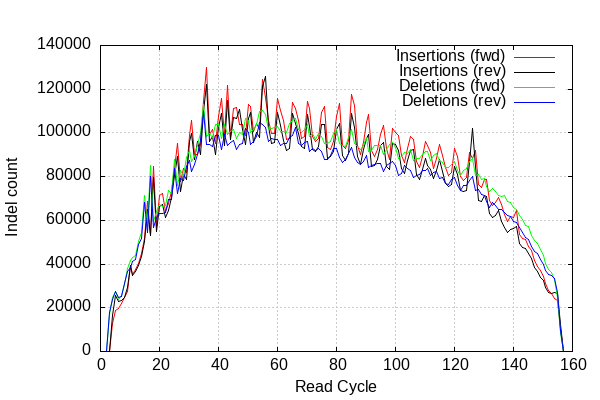 140000
120000
100000
80000
60000
40000
20000
0
Indel count
Insertions (fwd)
Insertions (rev)
Deletions (fwd)
Deletions (rev)
0 20 40 60 80 100 120 140 160
Read Cycle